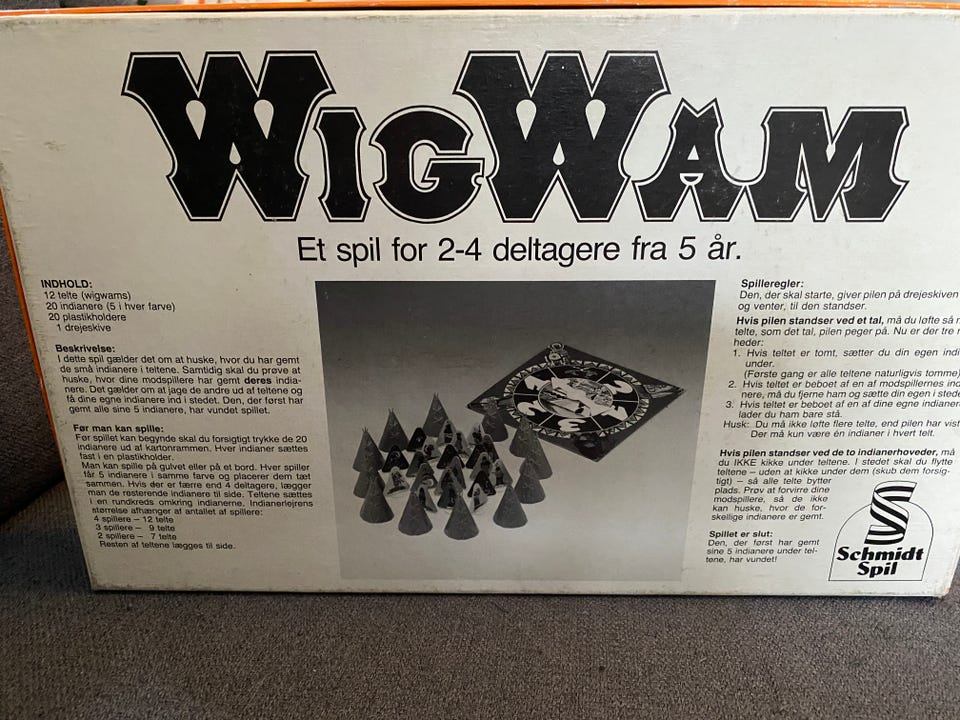 WIGWAM
Et spil for 2-4 deltagere fra 5 år.
INDHOLD:
12 telte (wigwams)
20 indianere (5 i hver farve)
20 plastikholdere
1 drejeskive
Beskrivelse:
I dette spil gælder det om at huske, hvor du har gemt
de små indianere i teltene. Samtidig skal du prøve at
huske, hvor dine modspillere har gemt deres india-
nere. Det gælder om at jage de andre ud af teltene og
få dine egne indianere ind i stedet. Den, der først har
gemt alle sine 5 indianere, har vundet spillet.
Før man kan spille:
Før spillet kan begynde skal du forsigtigt trykke de 20
indianere ud af kartonrammen. Hver indianer sættes
fast i en plastikholder.
Man kan spille på gulvet eller på et bord. Hver spiller
får 5 indianere i samme farve og placerer dem tæt
sammen. Hvis der er færre end 4 deltagere, lægger
man de resterende indianere til side. Teltene sættes
i en rundkreds omkring indianerne. Indianerlejrens
størrelse afhænger af antallet af spillere:
4 spillere – 12 telte
3 spillere – 9 telte
2 spillere – 7 telte
Resten af teltene lægges til side.
Spilleregler:
Den, der skal starte, giver pilen på drejeskiven
og venter, til den standser.
Hvis pilen standser ved et tal, må du løfte så
telte, som det tal, pilen peger på. Nu er der tre
heder:
1. Hvis teltet er tomt, sætter du din egen indi
under.
(Første gang er alle teltene naturligvis tomme)
2. Hvis teltet er beboet af en af modspillernes ind
nere, må du fjerne ham og sætte din egen i stede
3. Hvis teltet er beboet af en af dine egne indianer
lader du ham bare stå.
Husk: Du må ikke løfte flere telte, end pilen har vist
Der må kun være én indianer i hvert telt.
Hvis pilen standser ved de to indianerhoveder, må
du IKKE kikke under teltene. I stedet skal du flytte
teltene – uden at kikke under dem (skub dem forsig-
tigt) – så alle telte bytter
plads. Prøv at forvirre dine
modspillere, så de ikke
kan huske, hvor de for-
skellige indianere er gemt.
Spillet er slut:
Den, der først har gemt
sine 5 indianere under tel-
tene, har vundet!
Schmidt
Spil